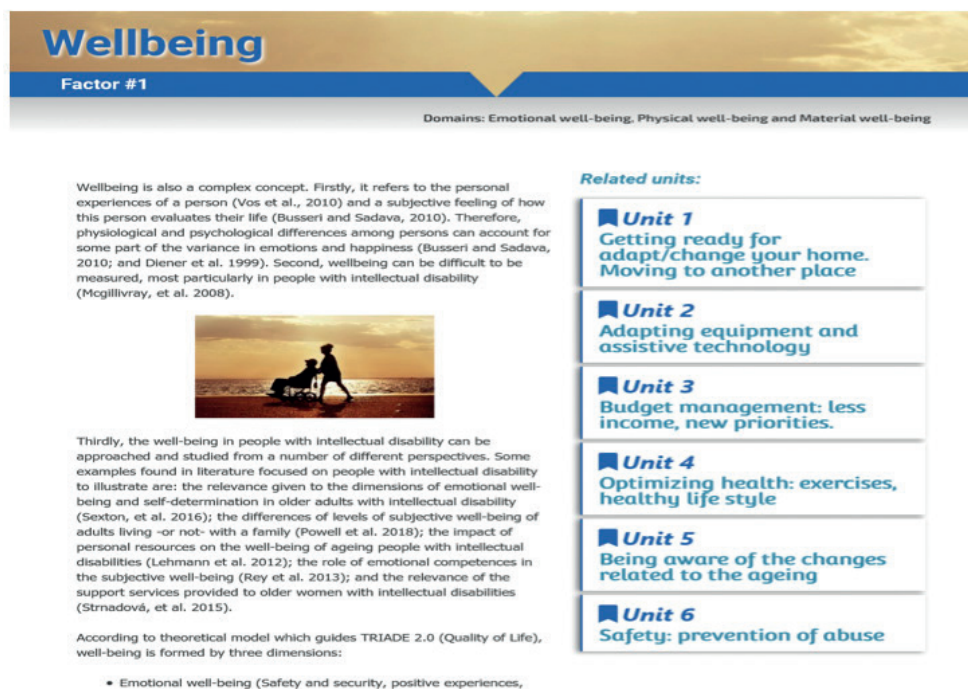 Wellbeing
Factor #1
Domains: Emotional well-being, Physical well-being and Material well-being
Wellbeing is also a complex concept. Firstly, it refers to the personal
experiences of a person (Vos et al., 2010) and a subjective feeling of how
this person evaluates their life (Busseri and Sadava, 2010). Therefore,
physiological and psychological differences among persons can account for
some part of the variance in emotions and happiness (Busseri and Sadava,
2010; and Diener et al. 1999). Second, wellbeing can be difficult to be
measured, most particularly in people with intellectual disability
(Mcgillivray, et al. 2008).
Thirdly, the well-being in people with intellectual disability can be
approached and studied from a number of different perspectives. Some
examples found in literature focused on people with intellectual disability
to illustrate are: the relevance given to the dimensions of emotional well-
being and self-determination in older adults with intellectual disability
(Sexton, et al. 2016); the differences of levels of subjective well-being of
adults living -or not- with a family (Powell et al. 2018); the impact of
personal resources on the well-being of ageing people with intellectual
disabilities (Lehmann et al. 2012); the role of emotional competences in
the subjective well-being (Rey et al. 2013); and the relevance of the
support services provided to older women with intellectual disabilities
(Strnadová, et al. 2015).
According to theoretical model which guides TRIADE 2.0 (Quality of Life),
well-being is formed by three dimensions:
• Emotional well-being (Safety and security, positive experiences,
Related units:
Unit 1
Getting ready for
adapt/change your home.
Moving to another place
Unit 2
Adapting equipment and
assistive technology
Unit 3
Budget management: less
income, new priorities.
Unit 4
Optimizing health: exercises,
healthy life style
Unit 5
Being aware of the changes
related to the ageing
Unit 6
Safety: prevention of abuse